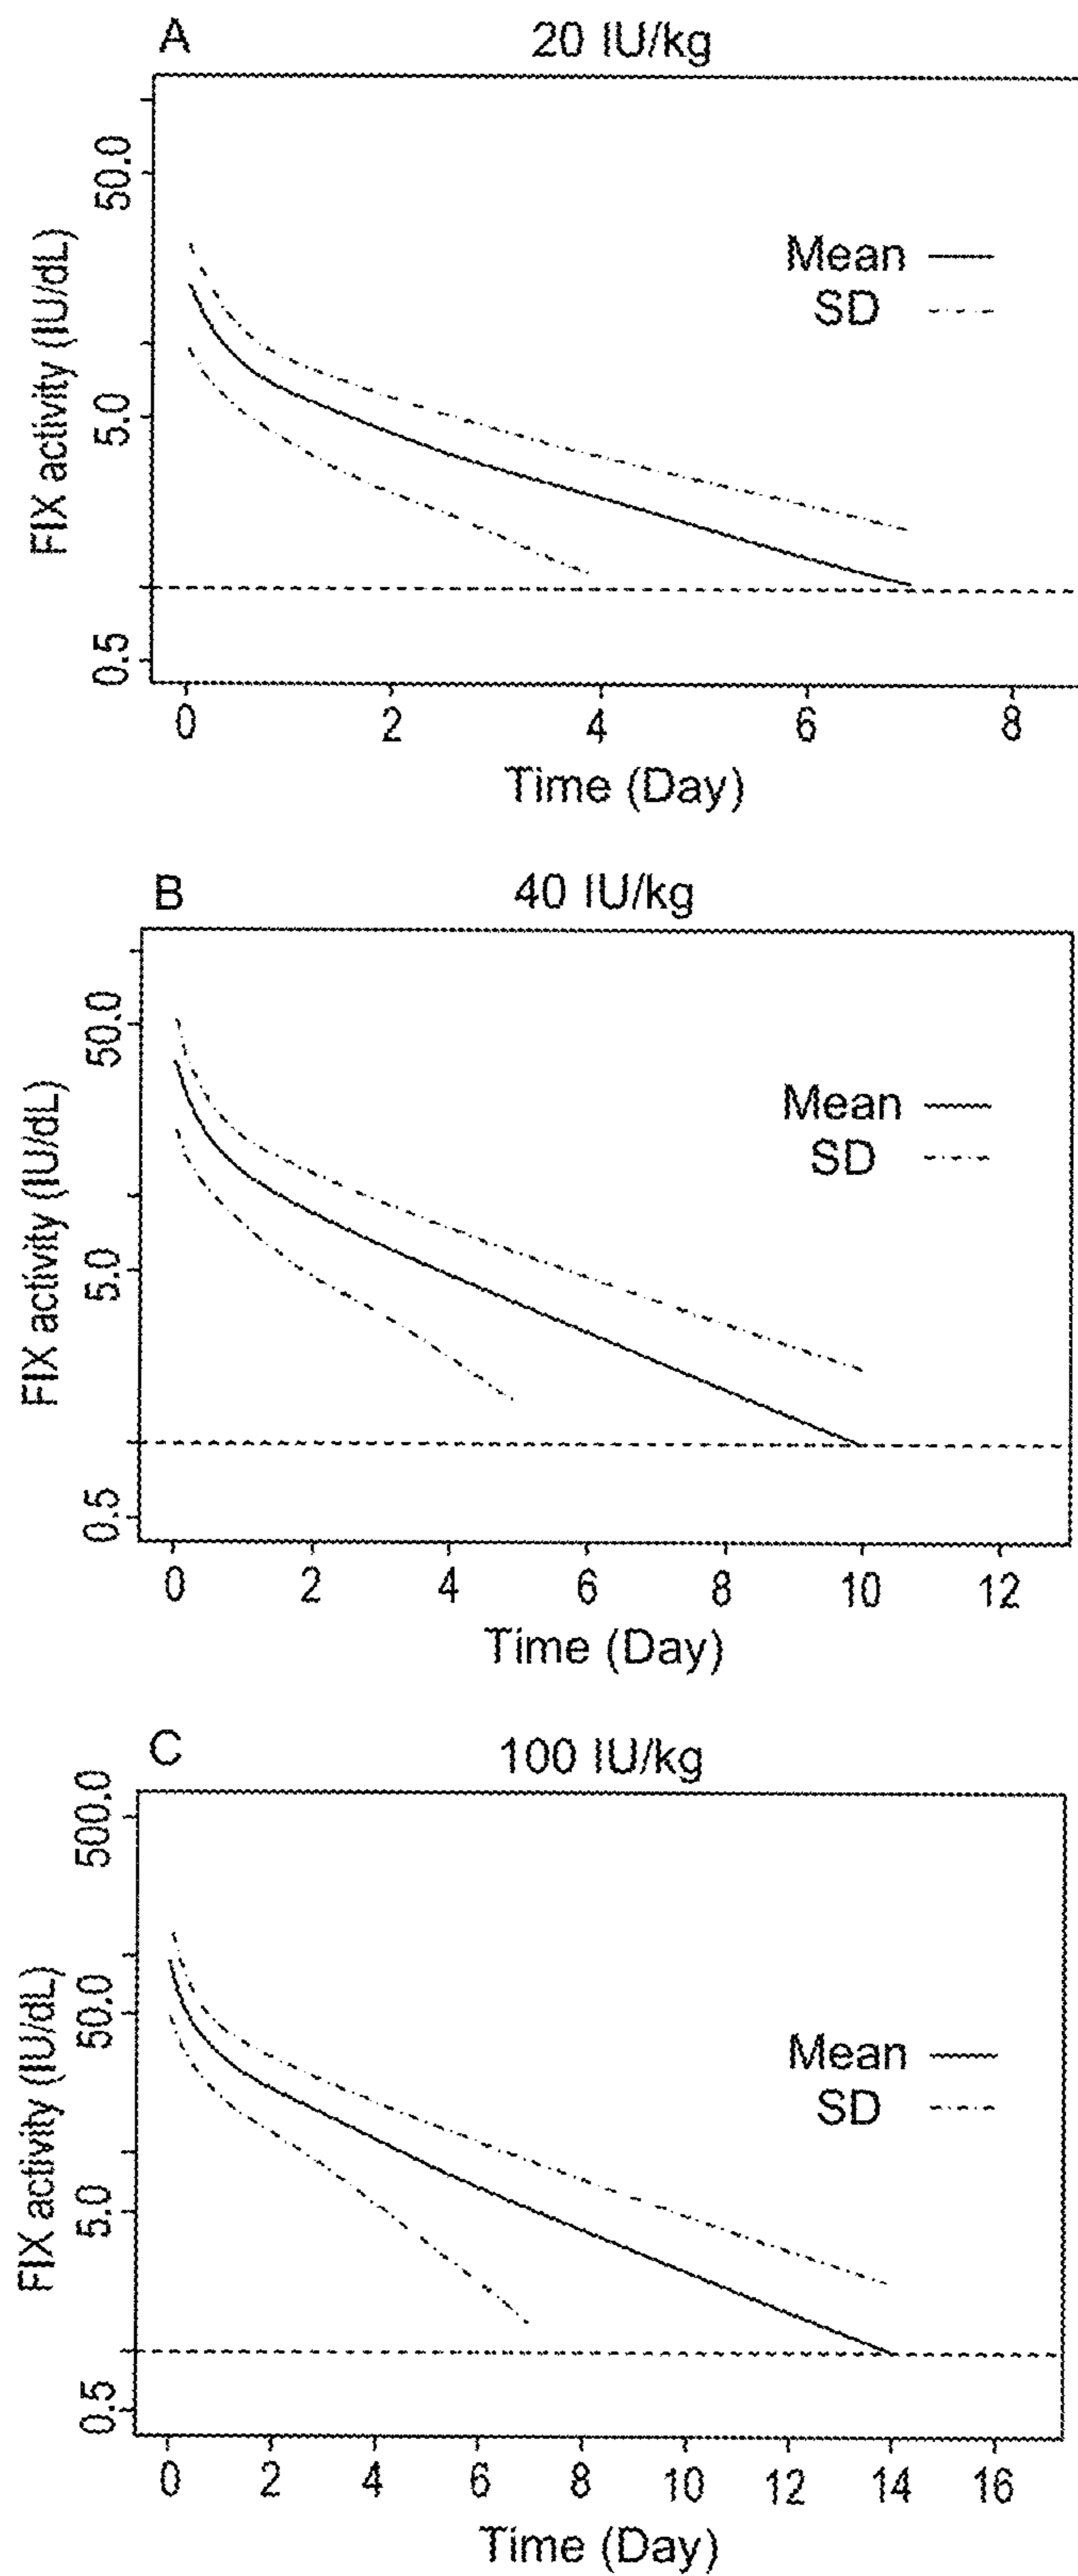 A
20 IU/kg
FIX activity (IU/dL)
50.0
5.0
0.5
Mean
SD
0 2 4 6 8
Time (Day)
B
40 IU/kg
FIX activity (IU/dL)
50.0
5.0
0.5
Mean
SD
0 2 4 6 8 10 12
Time (Day)
C
100 IU/kg
FIX activity (IU/dL)
500.0
50.0
5.0
0.5
Mean
SD
0 2 4 6 8 10 12 14 16
Time (Day)